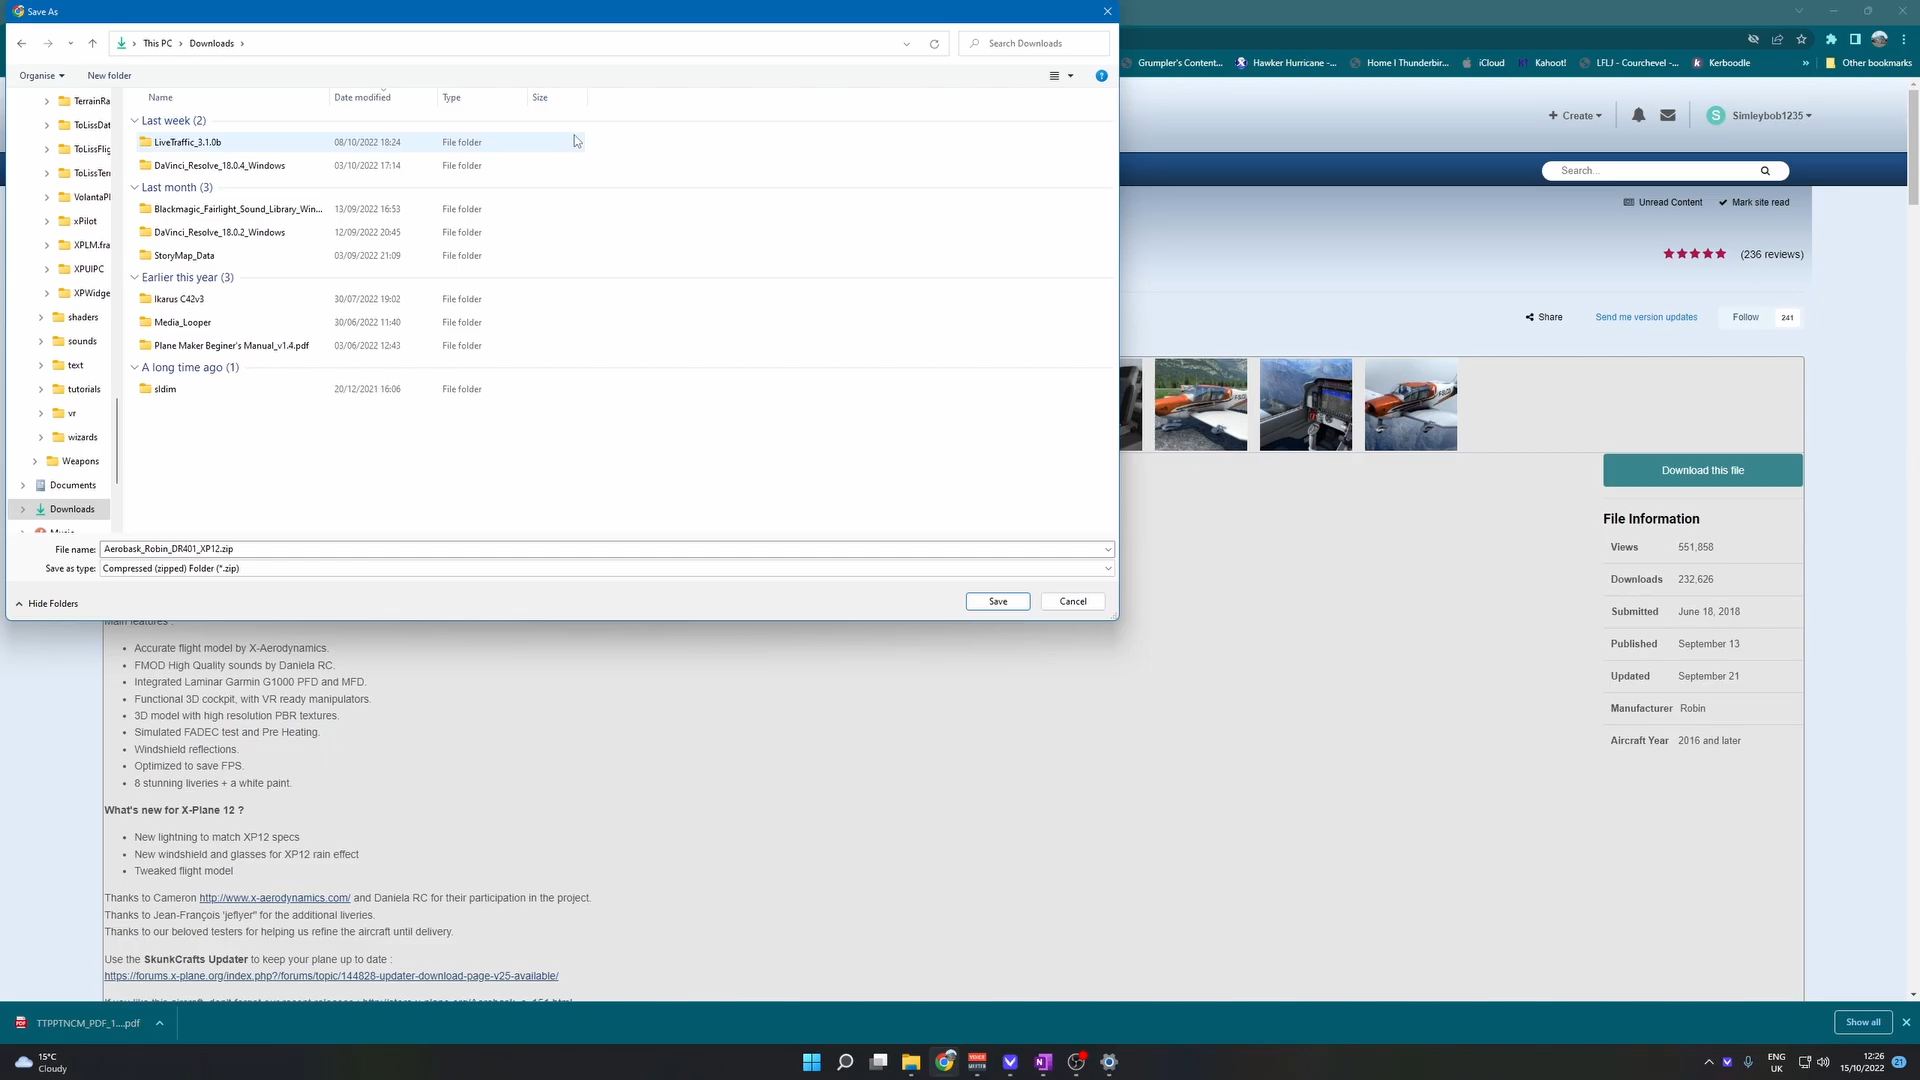 Save As
This PC > Downloads >
Search Downloads
Organise
New folder
Name
Date modified
Type
Size
TerrainRa
ToLissDat
ToLissFlig
ToLissTen
VolantaPl
xPilot
XPLM.fra
XPUIPC
XPWidge
shaders
sounds
text
tutorials
vr
wizards
Weapons
Documents
Downloads
Last week (2)
LiveTraffic_3.1.0b 08/10/2022 18:24 File folder
DaVinci_Resolve_18.0.4_Windows 03/10/2022 17:14 File folder
Last month (3)
Blackmagic_Fairlight_Sound_Library_Win... 13/09/2022 16:53 File folder
DaVinci_Resolve_18.0.2_Windows 12/09/2022 20:45 File folder
StoryMap_Data 03/09/2022 21:09 File folder
Earlier this year (3)
Ikarus C42v3 30/07/2022 19:02 File folder
Media_Looper 30/06/2022 11:40 File folder
Plane Maker Beginer's Manual_v1.4.pdf 03/06/2022 12:43 File folder
A long time ago (1)
sldim 20/12/2021 16:06 File folder
File name: Aerobask_Robin_DR401_XP12.zip
Save as type: Compressed (zipped) Folder (*.zip)
Hide Folders
Save
Cancel
Grumpler's Content...
Hawker Hurricane -...
Home I Thunderbir...
iCloud
Kahoot!
LFLJ - Courchevel -...
Kerboodle
»
Other bookmarks
+ Create
S
Simleybob1235
Search...
Unread Content
Mark site read
(236 reviews)
Share
Send me version updates
Follow
241
Download this file
File Information
Views 551,858
Downloads 232,626
Submitted June 18, 2018
Published September 13
Updated September 21
Manufacturer Robin
Aircraft Year 2016 and later
Main features :
• Accurate flight model by X-Aerodynamics.
• FMOD High Quality sounds by Daniela RC.
• Integrated Laminar Garmin G1000 PFD and MFD.
• Functional 3D cockpit, with VR ready manipulators.
• 3D model with high resolution PBR textures.
• Simulated FADEC test and Pre Heating.
• Windshield reflections.
• Optimized to save FPS.
• 8 stunning liveries + a white paint.
What's new for X-Plane 12 ?
• New lightning to match XP12 specs
• New windshield and glasses for XP12 rain effect
• Tweaked flight model
Thanks to Cameron http://www.x-aerodynamics.com/ and Daniela RC for their participation in the project.
Thanks to Jean-François 'jeflyer" for the additional liveries.
Thanks to our beloved testers for helping us refine the aircraft until delivery.
Use the SkunkCrafts Updater to keep your plane up to date :
https://forums.x-plane.org/index.php?/forums/topic/144828-updater-download-page-v25-available/
TTPPTNCM_PDF_1....pdf
Show all
15°C
Cloudy
ENG
UK
12:26
15/10/2022
21